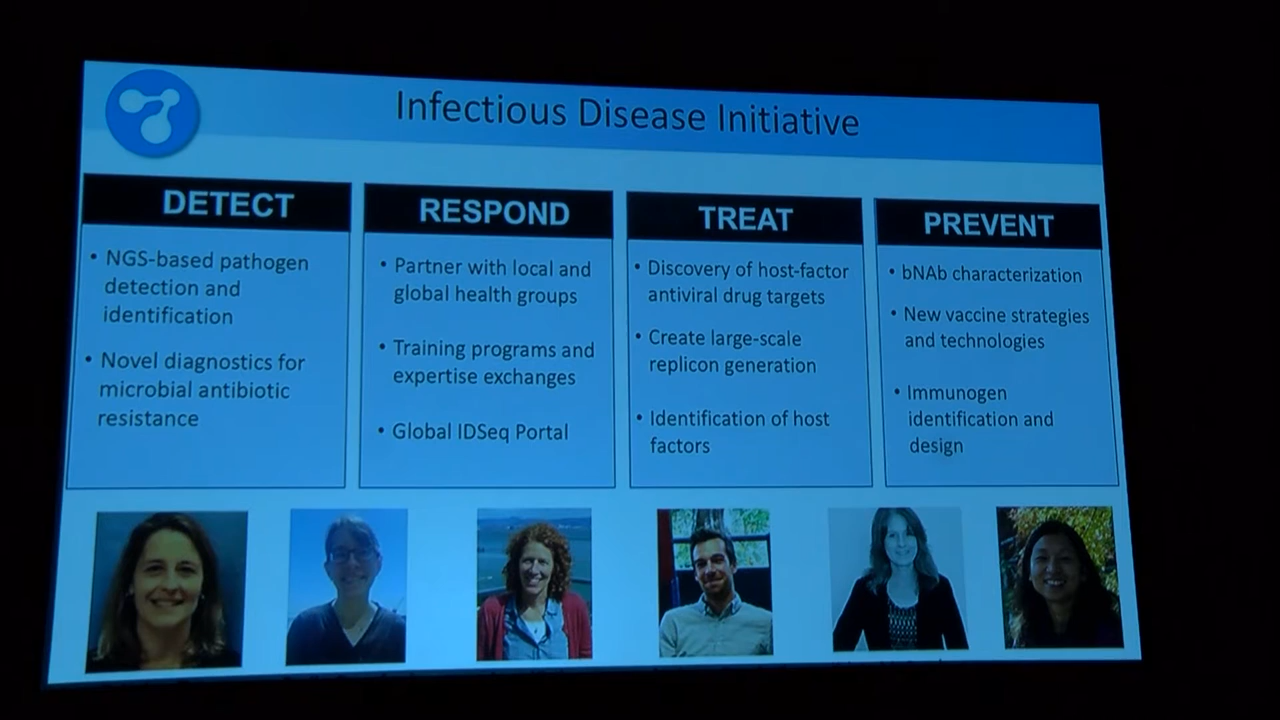 Infectious Disease Initiative
DETECT
• NGS-based pathogen
detection and
identification
• Novel diagnostics for
microbial antibiotic
resistance
RESPOND
• Partner with local and
global health groups
• Training programs and
expertise exchanges
• Global IDSeq Portal
TREAT
• Discovery of host-factor
antiviral drug targets
• Create large-scale
replicon generation
• Identification of host
factors
PREVENT
• bNAb characterization
• New vaccine strategies
and technologies
• Immunogen
identification and
design